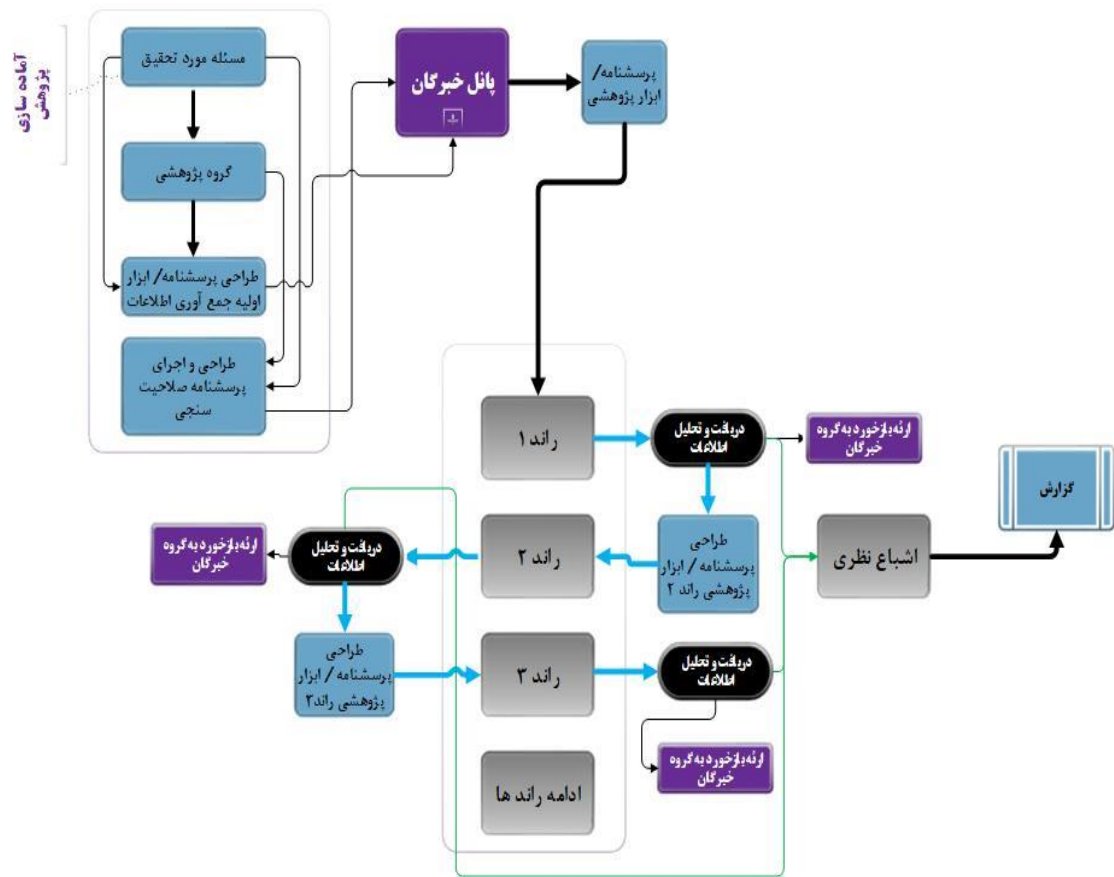 آماده سازی
پژوهش
مسئله مورد تحقیق
گروه پژوهشی
طراحی پرسشنامه/ ابزار
اولیه جمع آوری اطلاعات
طراحی و اجرای
پرسشنامه صلاحیت
سنجی
پانل خبرگان
پرسشنامه/
ابزار پژوهشی
راند ۱
دریافت و تحلیل
اطلاعات
ارئه بازخورد به گروه
خبرگان
طراحی
پرسشنامه / ابزار
پژوهشی راند ۲
راند ۲
دریافت و تحلیل
اطلاعات
ارئه بازخورد به گروه
خبرگان
طراحی
پرسشنامه / ابزار
پژوهشی راند۳
راند ۳
دریافت و تحلیل
اطلاعات
ارئه بازخورد به گروه
خبرگان
ادامه راند ها
اشباع نظری
گزارش